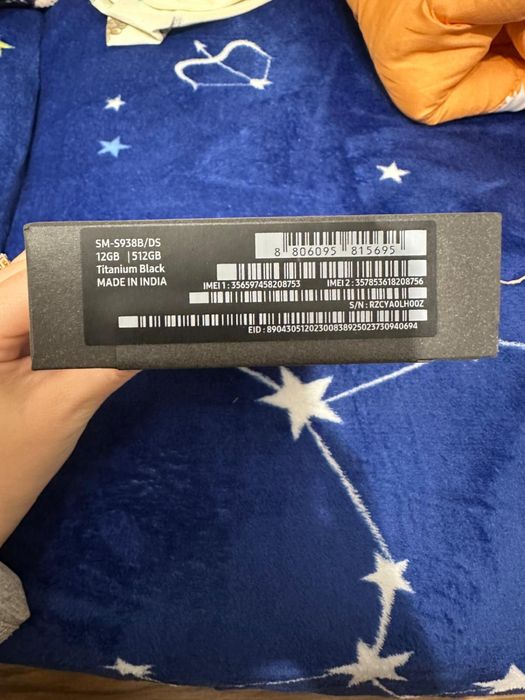 SM-S938B/DS
12GB | 512GB
Titanium Black
MADE IN INDIA
8 806095 815695
IMEI 1 : 356597458208753
IMEI 2 : 357853618208756
S/N : RZCYA0LH00Z
EID : 89043051202300838925023730940694